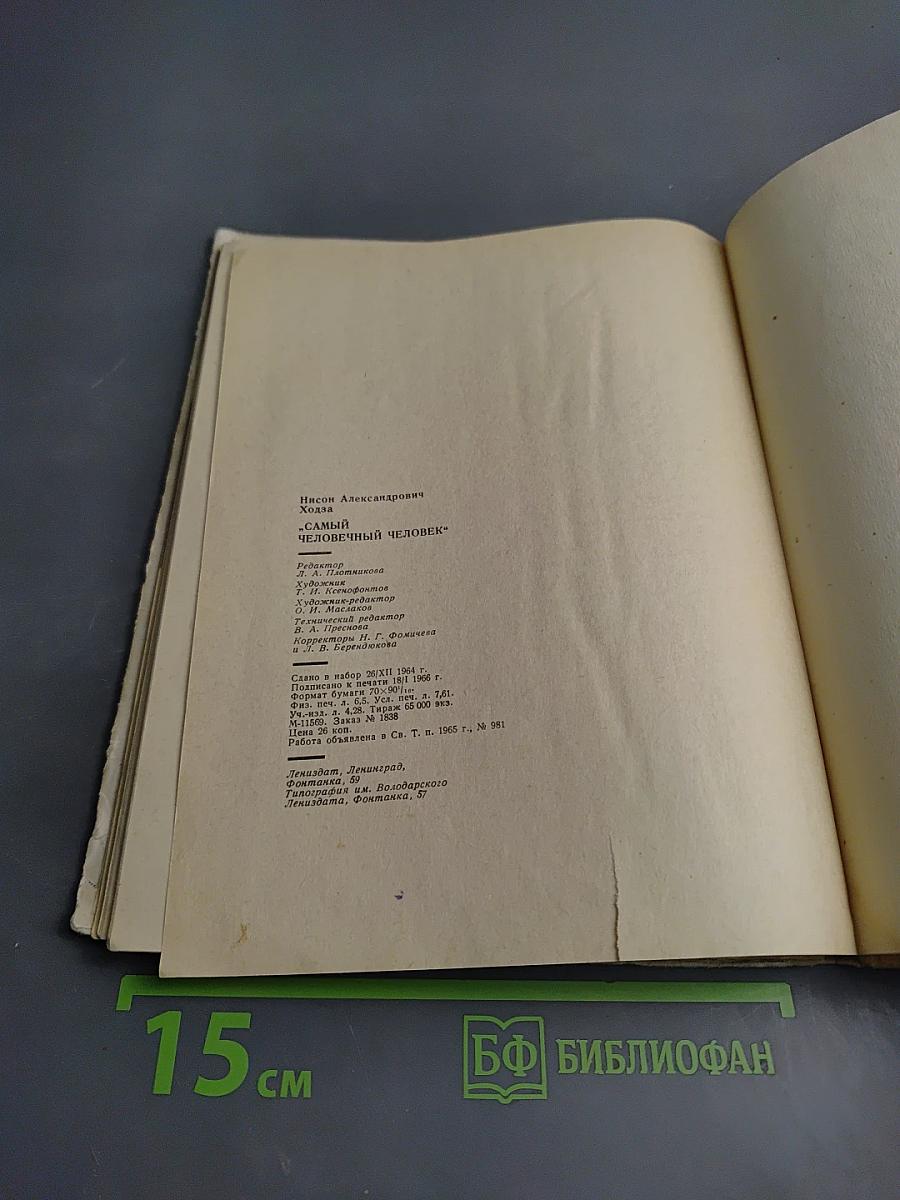 Нисон Александрович
Ходза
„САМЫЙ
ЧЕЛОВЕЧНЫЙ ЧЕЛОВЕК“
Редактор
Л. А. Плотникова
Художник
Т. И. Ксенофонтов
Художник-редактор
О. И. Маслаков
Технический редактор
В. А. Преснова
Корректоры Н. Г. Фомичева
и Л. В. Берендюкова
Сдано в набор 26/XII 1964 г.
Подписано к печати 18/I 1966 г.
Формат бумаги 70×90¹/₁₆.
Физ. печ. л. 6,5. Усл. печ. л. 7,61.
Уч.-изд. л. 4,28. Тираж 65 000 экз.
М-11569. Заказ № 1838
Цена 26 коп.
Работа объявлена в Св. Т. п. 1965 г., № 981
Лениздат, Ленинград,
Фонтанка, 59
Типография им. Володарского
Лениздата, Фонтанка, 57
15 см
БФ БИБЛИОФАН